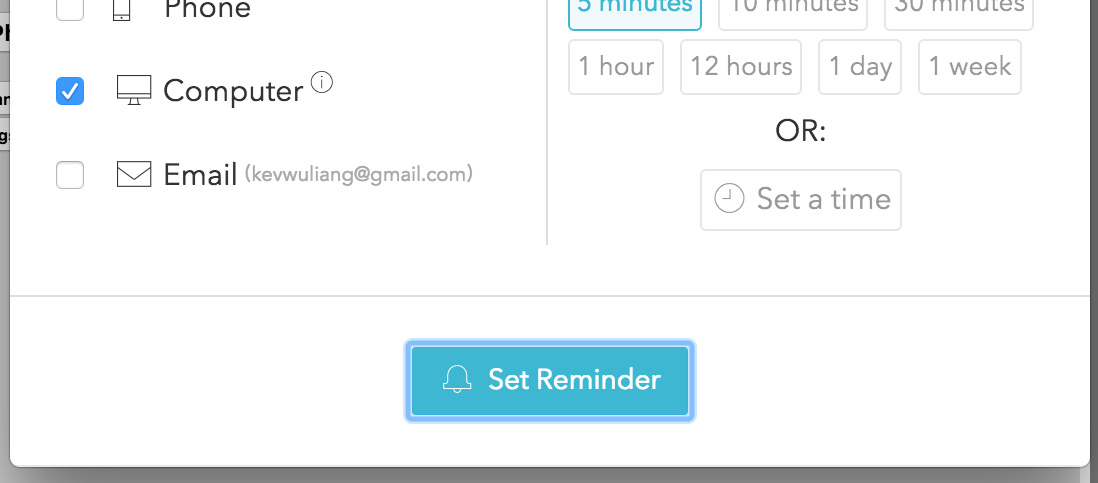 Phone
Computer
Email (kevwuliang@gmail.com)
5 minutes 10 minutes 30 minutes
1 hour 12 hours 1 day 1 week
OR:
Set a time
Set Reminder